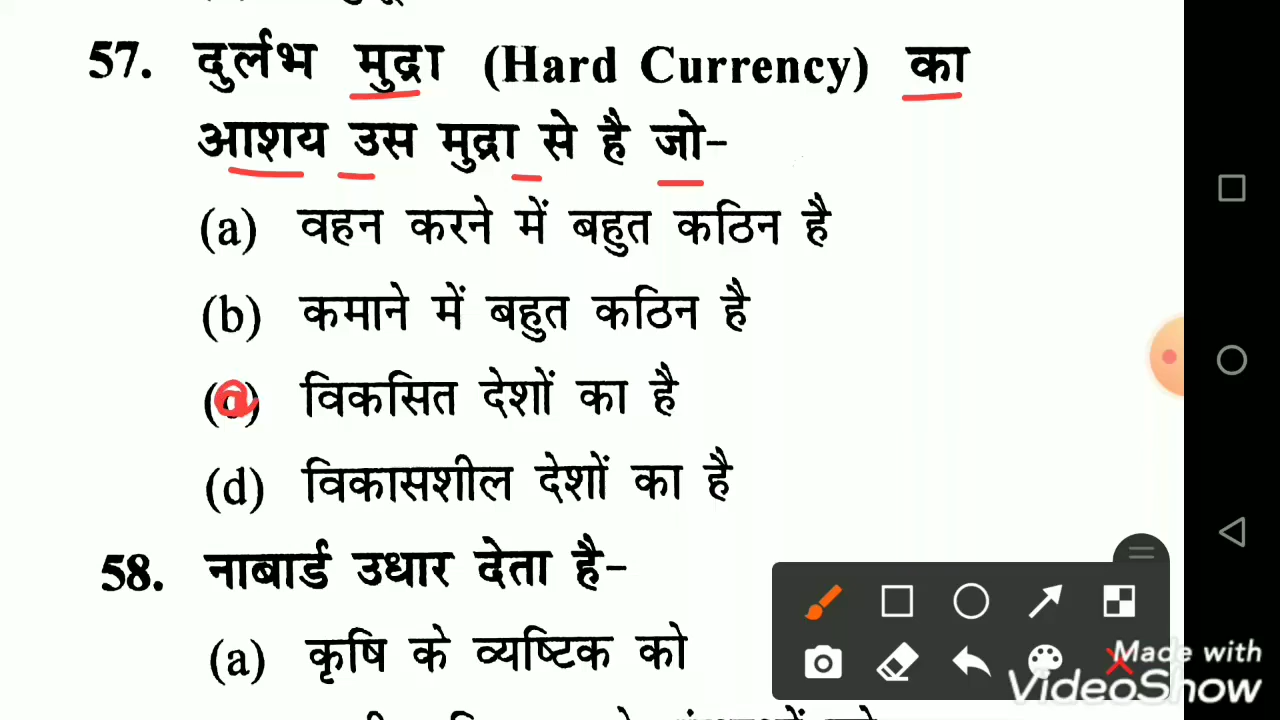 57. दुर्लभ मुद्रा (Hard Currency) का
आशय उस मुद्रा से है जो-
(a) वहन करने में बहुत कठिन है
(b) कमाने में बहुत कठिन है
(c) विकसित देशों का है
(d) विकासशील देशों का है
58. नाबार्ड उधार देता है-
(a) कृषि के व्यष्टिक को
Made with
VideoShow